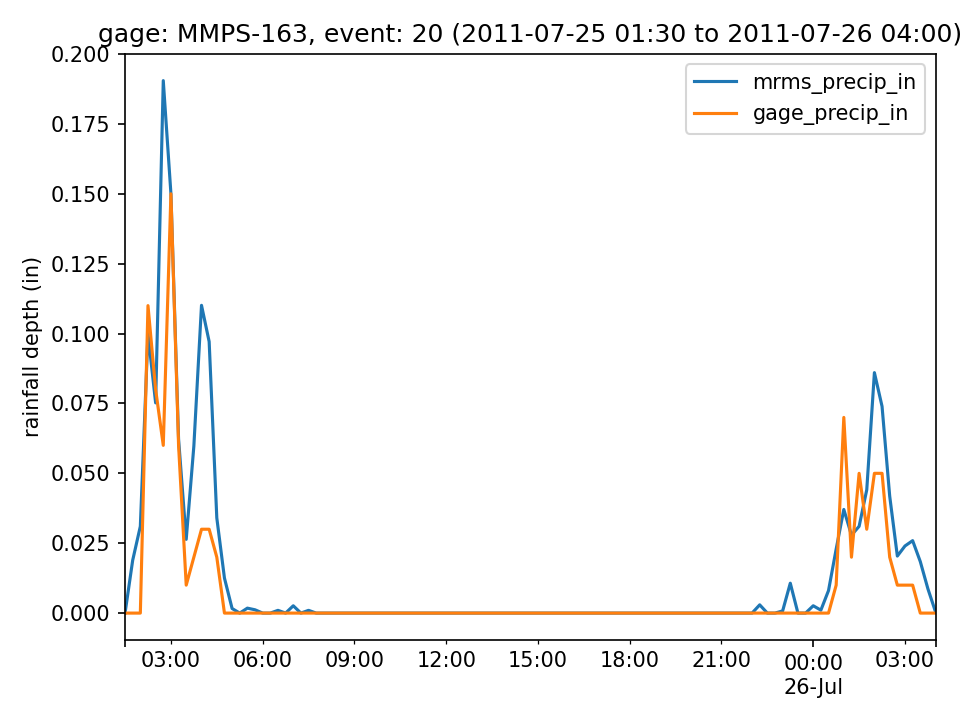 gage: MMPS-163, event: 20 (2011-07-25 01:30 to 2011-07-26 04:00)
mrms_precip_in
gage_precip_in
rainfall depth (in)
0.200
0.175
0.150
0.125
0.100
0.075
0.050
0.025
0.000
03:00 06:00 09:00 12:00 15:00 18:00 21:00 00:00 03:00
26-Jul